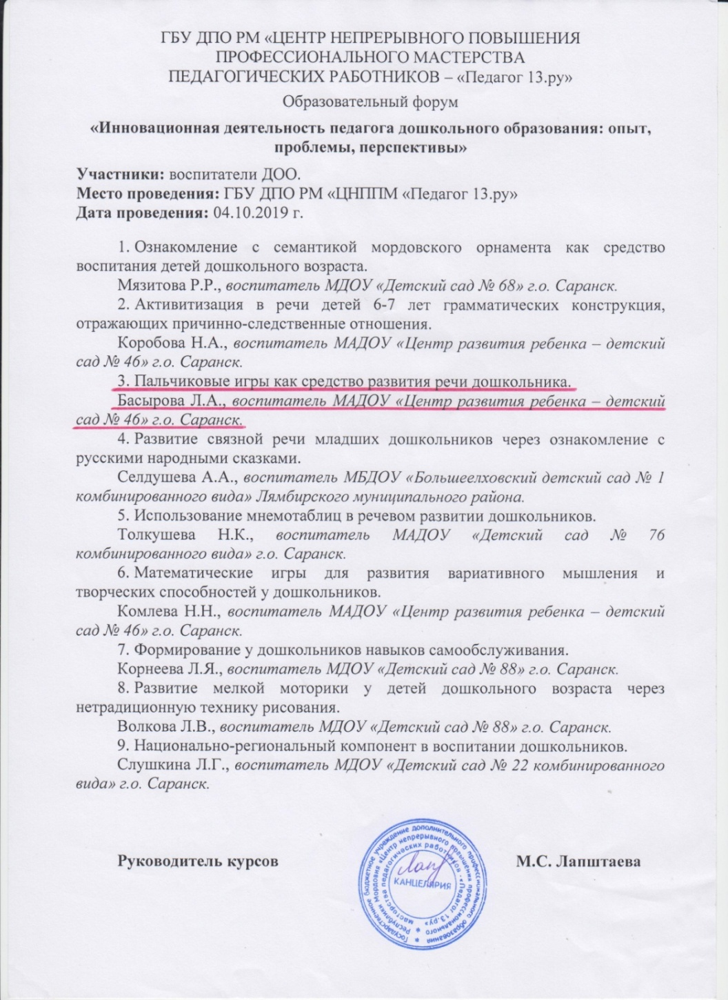 ГБУ ДПО РМ «ЦЕНТР НЕПРЕРЫВНОГО ПОВЫШЕНИЯ
ПРОФЕССИОНАЛЬНОГО МАСТЕРСТВА
ПЕДАГОГИЧЕСКИХ РАБОТНИКОВ – «Педагог 13.ру»
Образовательный форум
«Инновационная деятельность педагога дошкольного образования: опыт,
проблемы, перспективы»
Участники: воспитатели ДОО.
Место проведения: ГБУ ДПО РМ «ЦНППМ «Педагог 13.ру»
Дата проведения: 04.10.2019 г.
1. Ознакомление с семантикой мордовского орнамента как средство
воспитания детей дошкольного возраста.
Мязитова Р.Р., воспитатель МДОУ «Детский сад № 68» г.о. Саранск.
2. Активитизация в речи детей 6-7 лет грамматических конструкция,
отражающих причинно-следственные отношения.
Коробова Н.А., воспитатель МАДОУ «Центр развития ребенка – детский
сад № 46» г.о. Саранск.
3. Пальчиковые игры как средство развития речи дошкольника.
Басырова Л.А., воспитатель МАДОУ «Центр развития ребенка – детский
сад № 46» г.о. Саранск.
4. Развитие связной речи младших дошкольников через ознакомление с
русскими народными сказками.
Селдушева А.А., воспитатель МБДОУ «Большеелховский детский сад № 1
комбинированного вида» Лямбирского муниципального района.
5. Использование мнемотаблиц в речевом развитии дошкольников.
Толкушева Н.К., воспитатель МАДОУ «Детский сад № 76
комбинированного вида» г.о. Саранск.
6. Математические игры для развития вариативного мышления и
творческих способностей у дошкольников.
Комлева Н.Н., воспитатель МАДОУ «Центр развития ребенка – детский
сад № 46» г.о. Саранск.
7. Формирование у дошкольников навыков самообслуживания.
Корнеева Л.Я., воспитатель МДОУ «Детский сад № 88» г.о. Саранск.
8. Развитие мелкой моторики у детей дошкольного возраста через
нетрадиционную технику рисования.
Волкова Л.В., воспитатель МДОУ «Детский сад № 88» г.о. Саранск.
9. Национально-региональный компонент в воспитании дошкольников.
Слушкина Л.Г., воспитатель МДОУ «Детский сад № 22 комбинированного
вида» г.о. Саранск.
Руководитель курсов М.С. Лапштаева
Государственное бюджетное учреждение дополнительного профессионального образования
Республики Мордовия «Центр непрерывного повышения профессионального
мастерства педагогических работников - «Педагог 13.ру»
КАНЦЕЛЯРИЯ